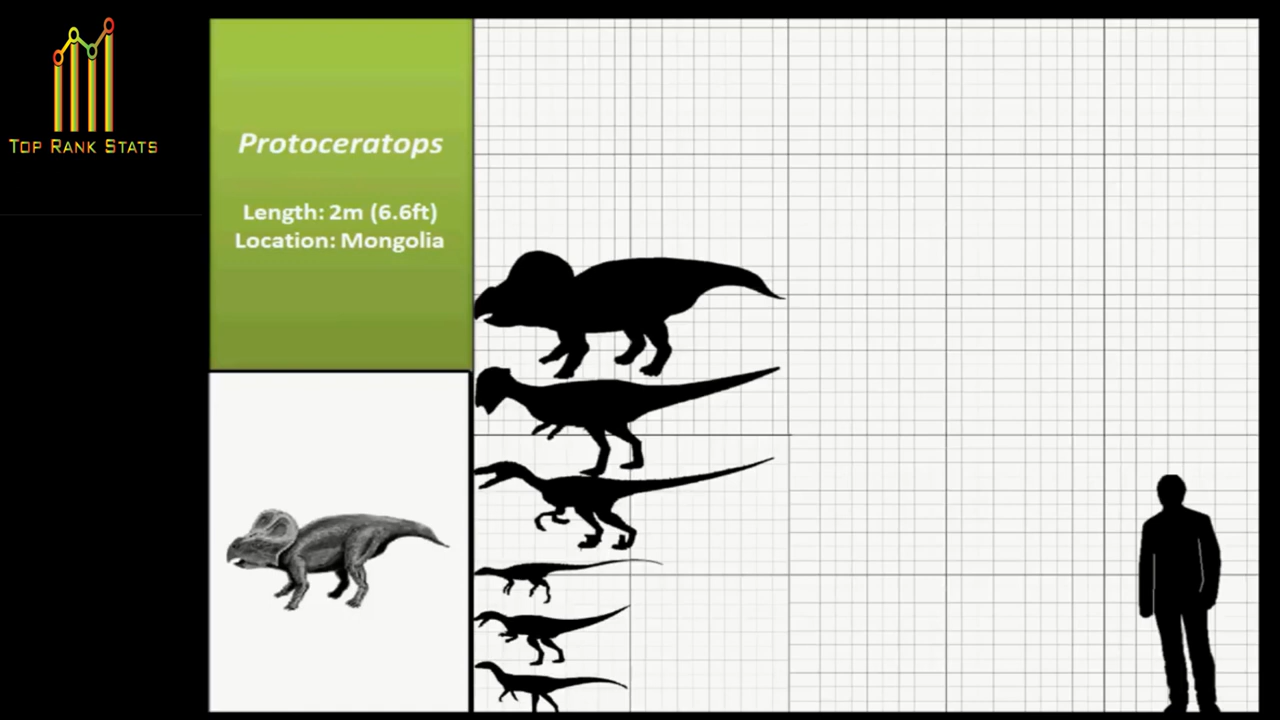 Top Rank Stats
Protoceratops
Length: 2m (6.6ft)
Location: Mongolia